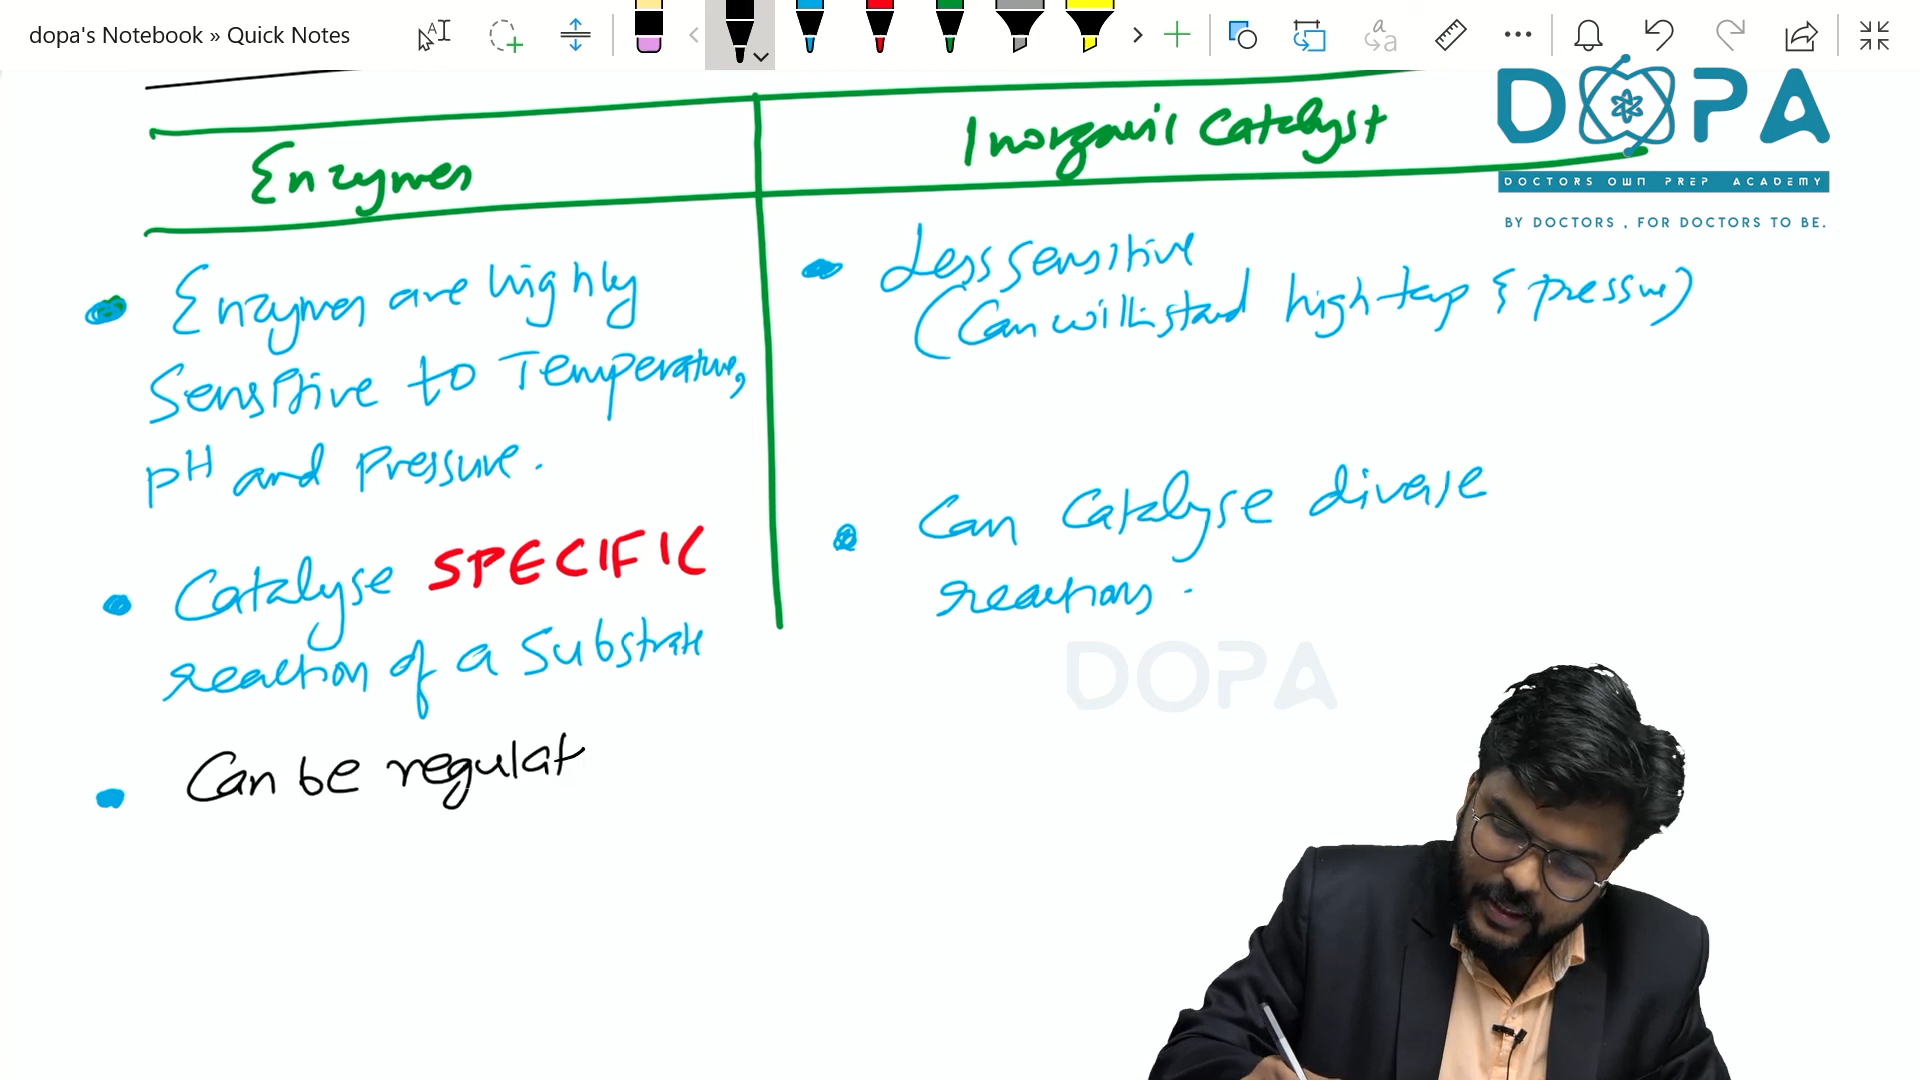 dopa's Notebook » Quick Notes
DOPA
DOCTORS OWN PREP ACADEMY
BY DOCTORS , FOR DOCTORS TO BE.
Enzymes
Inorganic Catalyst
Enzymes are highly
Sensitive to Temperature,
pH and Pressure.
Catalyse SPECIFIC
reaction of a Substrate
Can be regulat
Less sensitive
(Can withstand high temp & pressure)
Can Catalyse diverse
reactions.
DOPA